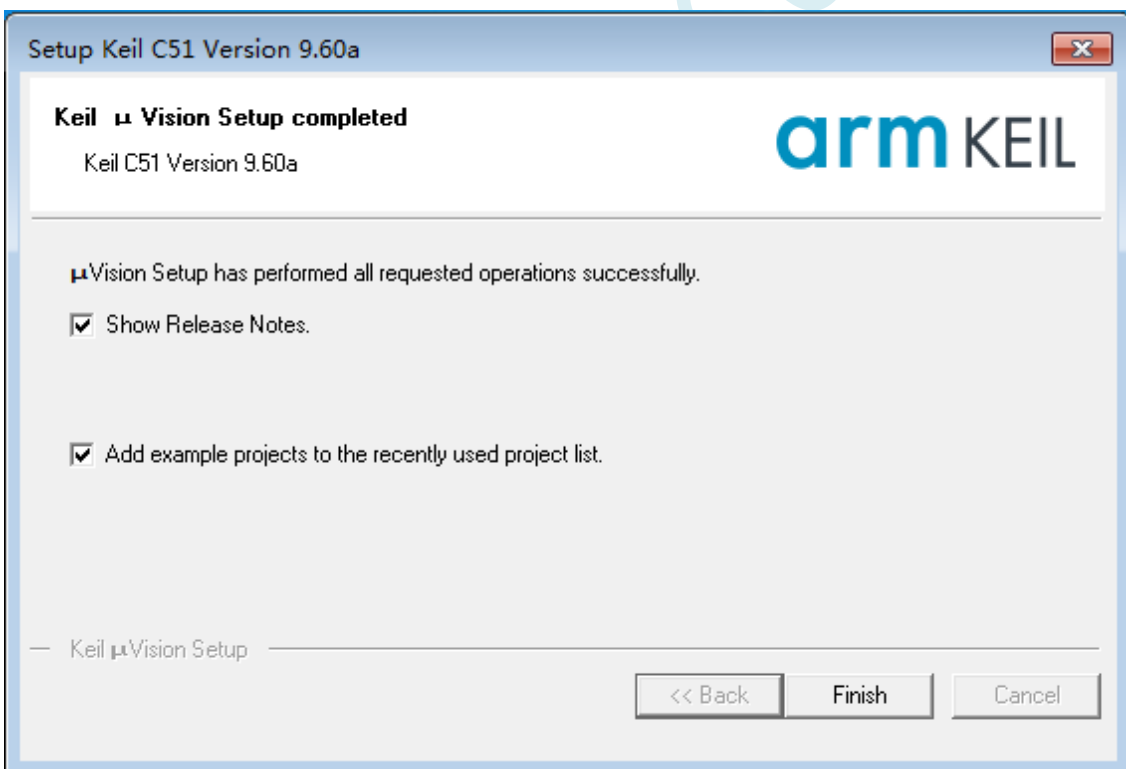 Setup Keil C51 Version 9.60a
Keil μ Vision Setup completed
Keil C51 Version 9.60a
arm KEIL
μVision Setup has performed all requested operations successfully.
Show Release Notes.
Add example projects to the recently used project list.
Keil μVision Setup
<< Back
Finish
Cancel